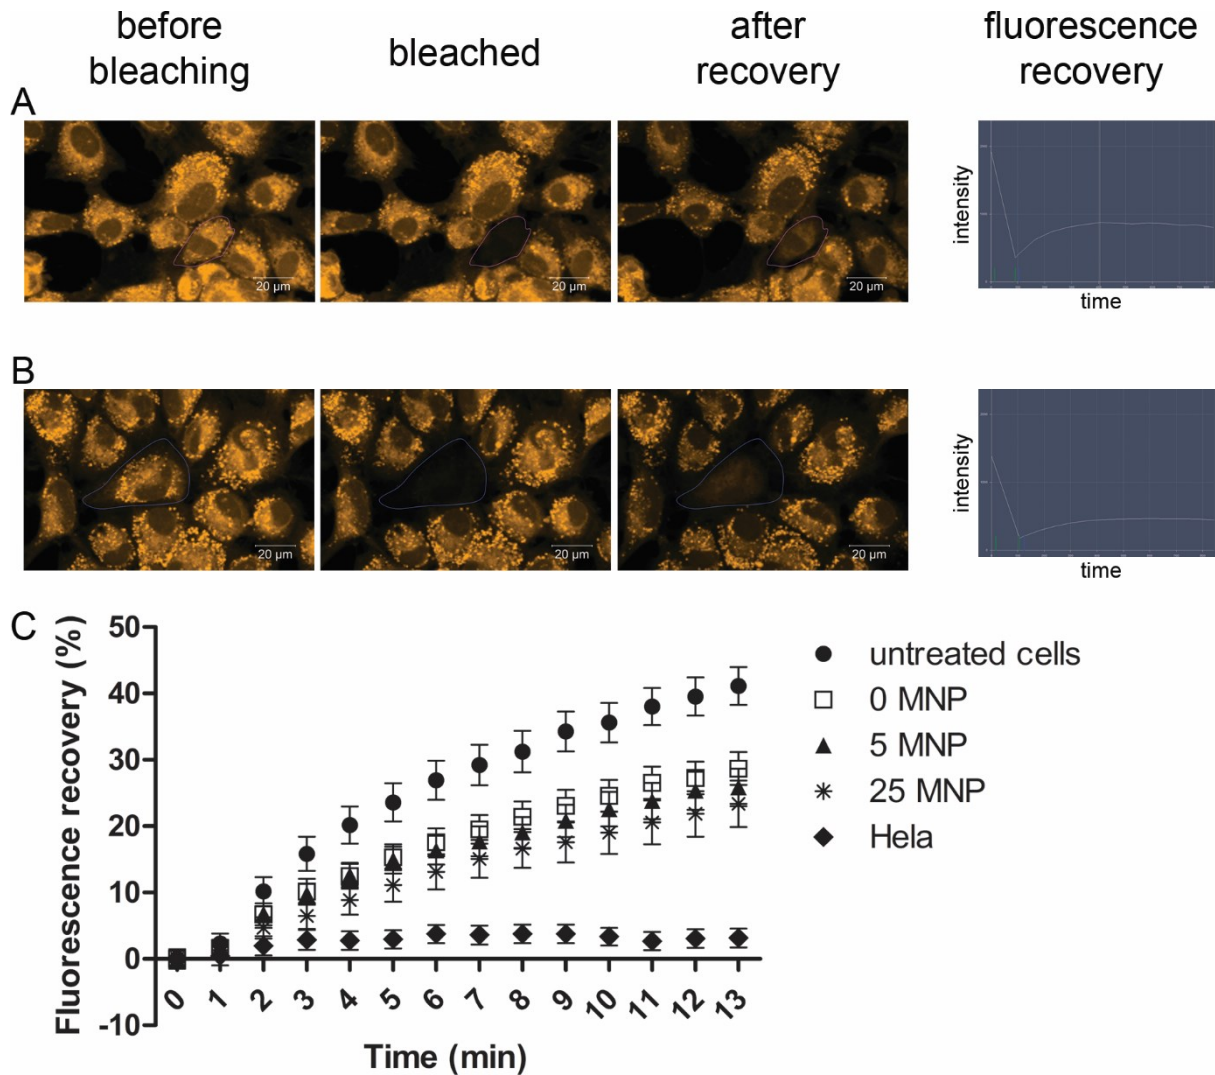 before
bleaching
bleached
after
recovery
fluorescence
recovery
A
20 µm
20 µm
20 µm
intensity
time
B
20 µm
20 µm
20 µm
intensity
time
C
Fluorescence recovery (%)
50
40
30
20
10
0
-10
0 1 2 3 4 5 6 7 8 9 10 11 12 13
Time (min)
untreated cells
0 MNP
5 MNP
25 MNP
Hela